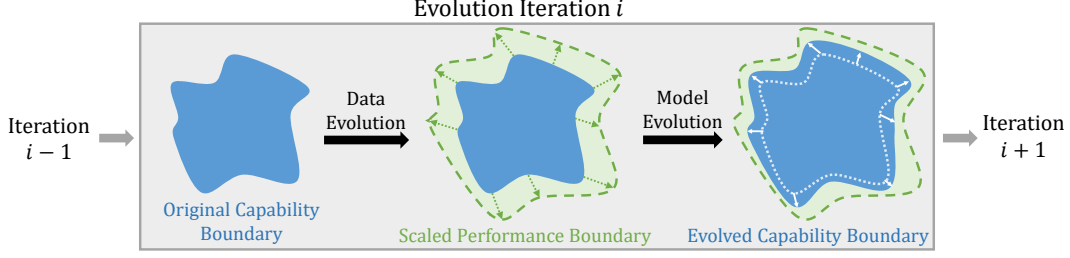 Evolution Iteration i
Iteration
i − 1
Data
Evolution
Model
Evolution
Iteration
i + 1
Original Capability
Boundary
Scaled Performance Boundary
Evolved Capability Boundary